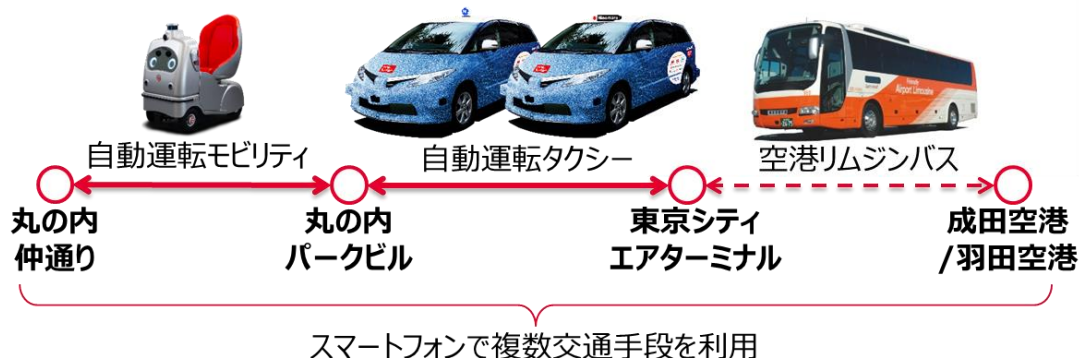 Friendly
Airport Limousine
自動運転モビリティ
自動運転タクシー
空港リムジンバス
丸の内
仲通り
丸の内
パークビル
東京シティ
エアターミナル
成田空港
/羽田空港
スマートフォンで複数交通手段を利用